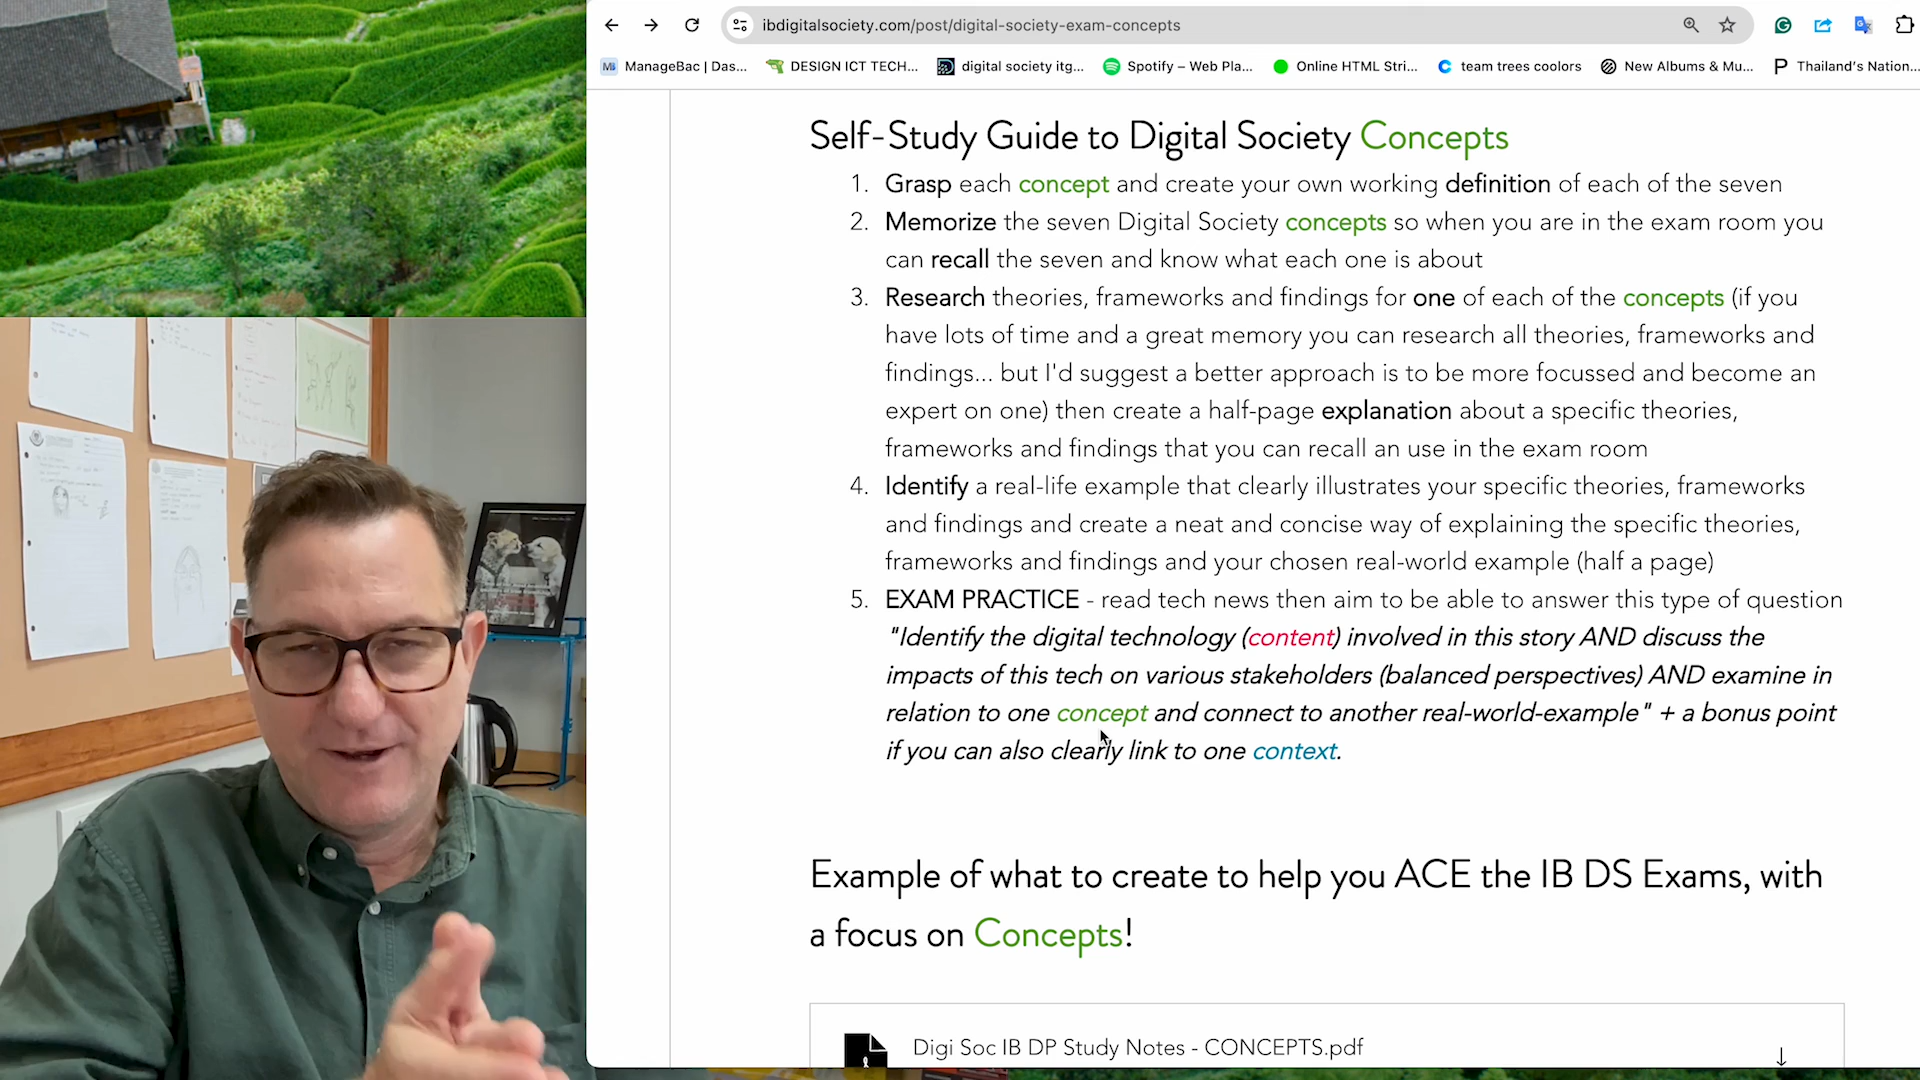 ibdigitalsociety.com/post/digital-society-exam-concepts
ManageBac | Das...
DESIGN ICT TECH...
digital society itg...
Spotify – Web Pla...
Online HTML Stri...
team trees coolors
New Albums & Mu...
Thailand's Nation...
Self-Study Guide to Digital Society Concepts
1. Grasp each concept and create your own working definition of each of the seven
2. Memorize the seven Digital Society concepts so when you are in the exam room you
can recall the seven and know what each one is about
3. Research theories, frameworks and findings for one of each of the concepts (if you
have lots of time and a great memory you can research all theories, frameworks and
findings... but I'd suggest a better approach is to be more focussed and become an
expert on one) then create a half-page explanation about a specific theories,
frameworks and findings that you can recall an use in the exam room
4. Identify a real-life example that clearly illustrates your specific theories, frameworks
and findings and create a neat and concise way of explaining the specific theories,
frameworks and findings and your chosen real-world example (half a page)
5. EXAM PRACTICE - read tech news then aim to be able to answer this type of question
"Identify the digital technology (content) involved in this story AND discuss the
impacts of this tech on various stakeholders (balanced perspectives) AND examine in
relation to one concept and connect to another real-world-example" + a bonus point
if you can also clearly link to one context.
Example of what to create to help you ACE the IB DS Exams, with
a focus on Concepts!
Digi Soc IB DP Study Notes - CONCEPTS.pdf